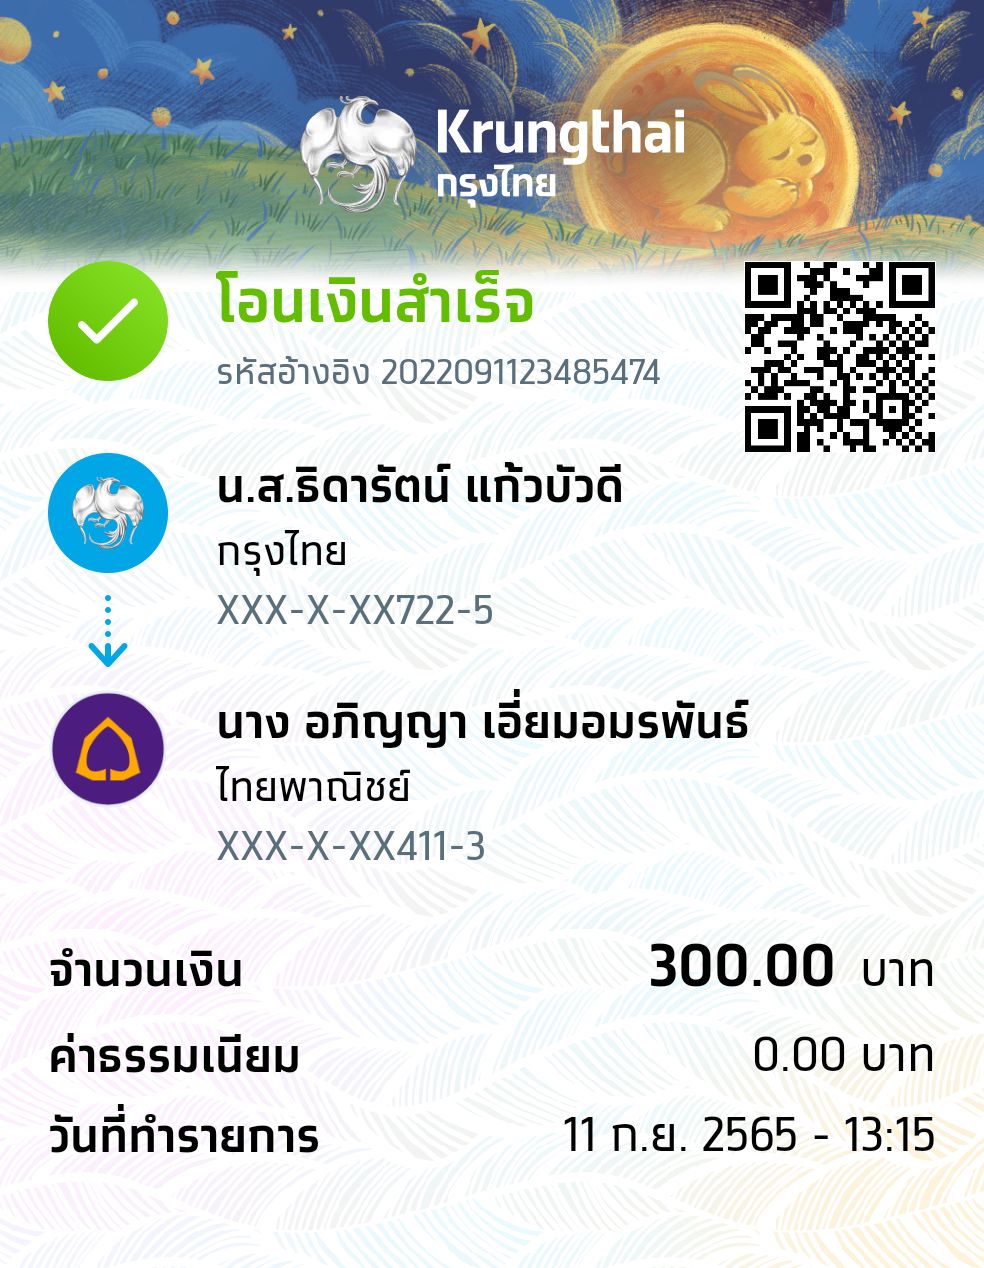 Krungthai
กรุงไทย
โอนเงินสำเร็จ
รหัสอ้างอิง 2022091123485474
น.ส.ธิดารัตน์ แก้วบัวดี
กรุงไทย
XXX-X-XX722-5
นาง อภิญญา เอี่ยมอมรพันธ์
ไทยพาณิชย์
XXX-X-XX411-3
จำนวนเงิน 300.00 บาท
ค่าธรรมเนียม 0.00 บาท
วันที่ทำรายการ 11 ก.ย. 2565 - 13:15